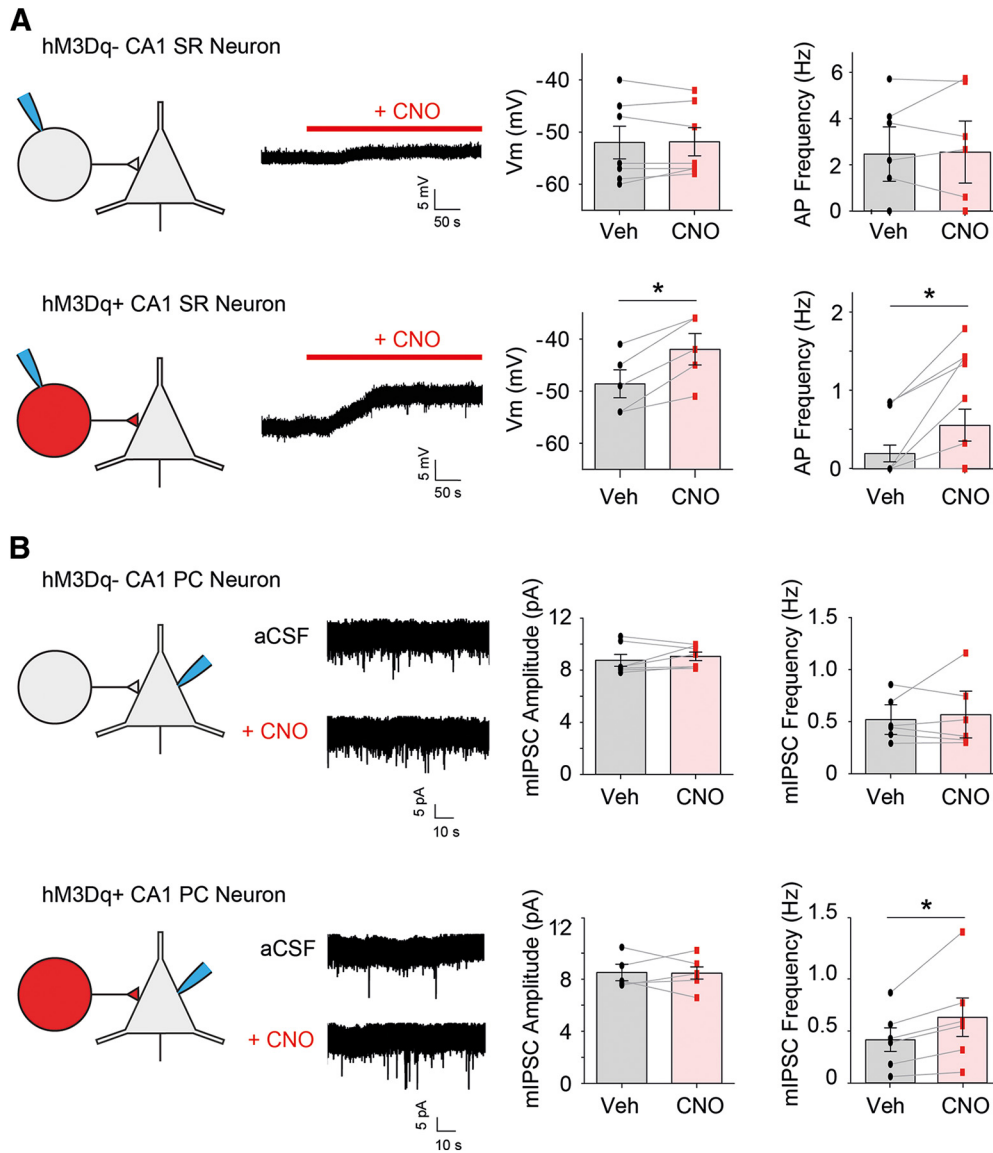 A
hM3Dq- CA1 SR Neuron
+ CNO
5 mV
50 s
Vm (mV)
-40
-50
-60
Veh
CNO
AP Frequency (Hz)
6
4
2
0
Veh
CNO
hM3Dq+ CA1 SR Neuron
+ CNO
5 mV
50 s
Vm (mV)
-40
-50
-60
*
Veh
CNO
AP Frequency (Hz)
2
1
0
*
Veh
CNO
B
hM3Dq- CA1 PC Neuron
aCSF
+ CNO
5 pA
10 s
mIPSC Amplitude (pA)
12
8
4
0
Veh
CNO
mIPSC Frequency (Hz)
1.5
1.0
0.5
0
Veh
CNO
hM3Dq+ CA1 PC Neuron
aCSF
+ CNO
5 pA
10 s
mIPSC Amplitude (pA)
12
8
4
0
Veh
CNO
mIPSC Frequency (Hz)
1.5
1.0
0.5
0
*
Veh
CNO